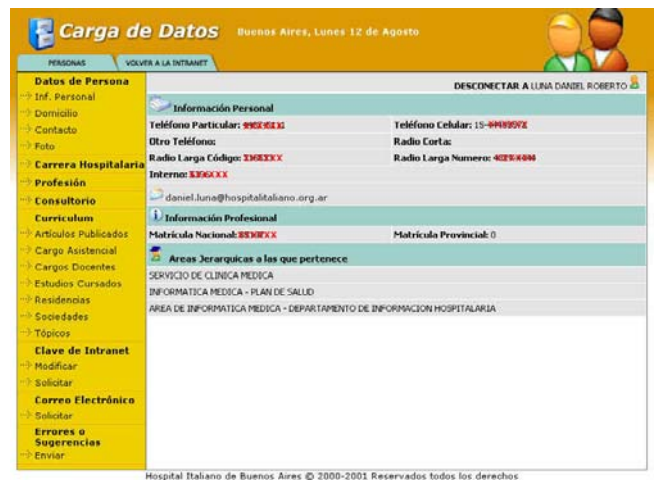 Carga de Datos
Buenos Aires, Lunes 12 de Agosto
PERSONAS
VOLVER A LA INTRANET
DESCONECTAR A LUNA DANIEL ROBERTO
Datos de Persona
Inf. Personal
Domicilio
Contacto
Foto
Carrera Hospitalaria
Profesión
Consultorio
Curriculum
Artículos Publicados
Cargo Asistencial
Cargos Docentes
Estudios Cursados
Residencias
Sociedades
Tópicos
Clave de Intranet
Modificar
Solicitar
Correo Electrónico
Solicitar
Errores o
Sugerencias
Enviar
Información Personal
Teléfono Particular:
Teléfono Celular: 15-
Otro Teléfono:
Radio Corta:
Radio Larga Código:
Radio Larga Numero:
Interno:
daniel.luna@hospitalitaliano.org.ar
Información Profesional
Matrícula Nacional:
Matrícula Provincial: 0
Areas Jerarquicas a las que pertenece
SERVICIO DE CLINICA MEDICA
INFORMATICA MEDICA - PLAN DE SALUD
AREA DE INFORMATICA MEDICA - DEPARTAMENTO DE INFORMACION HOSPITALARIA
Hospital Italiano de Buenos Aires © 2000-2001 Reservados todos los derechos